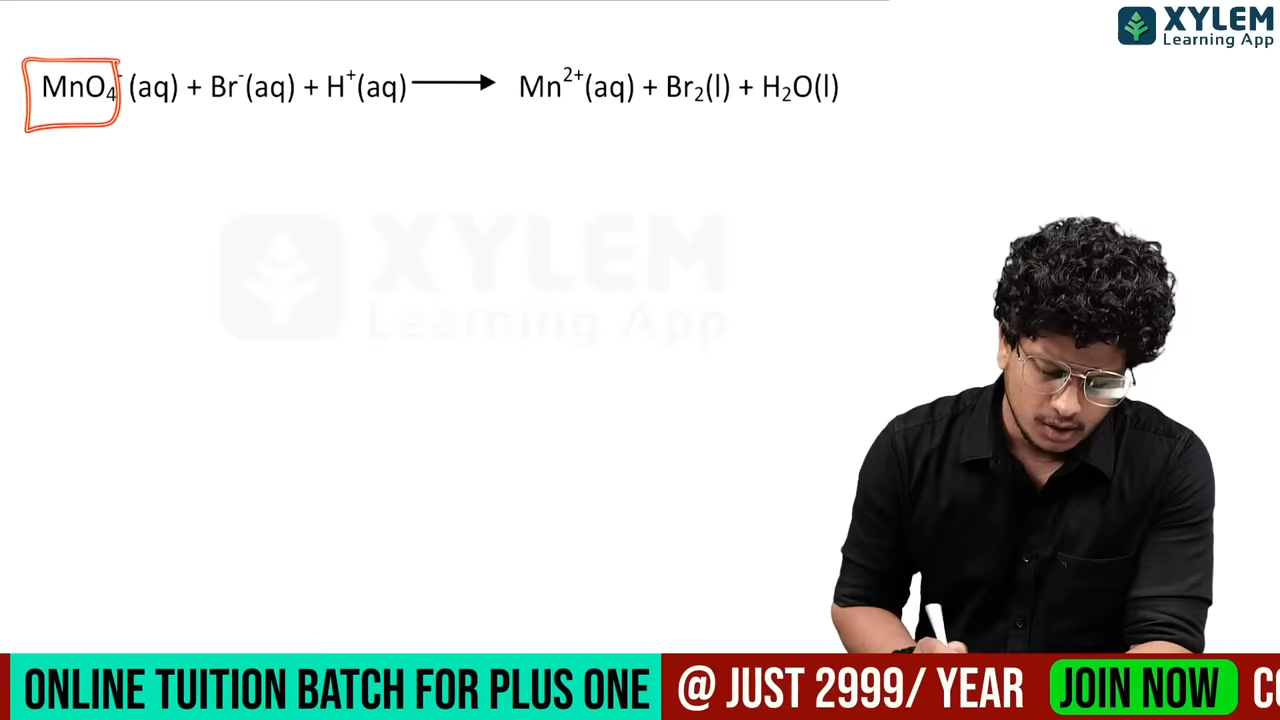 XYLEM
Learning App
MnO₄⁻(aq) + Br⁻(aq) + H⁺(aq) ⟶ Mn²⁺(aq) + Br₂(l) + H₂O(l)
XYLEM
Learning App
ONLINE TUITION BATCH FOR PLUS ONE @ JUST 2999/ YEAR JOIN NOW